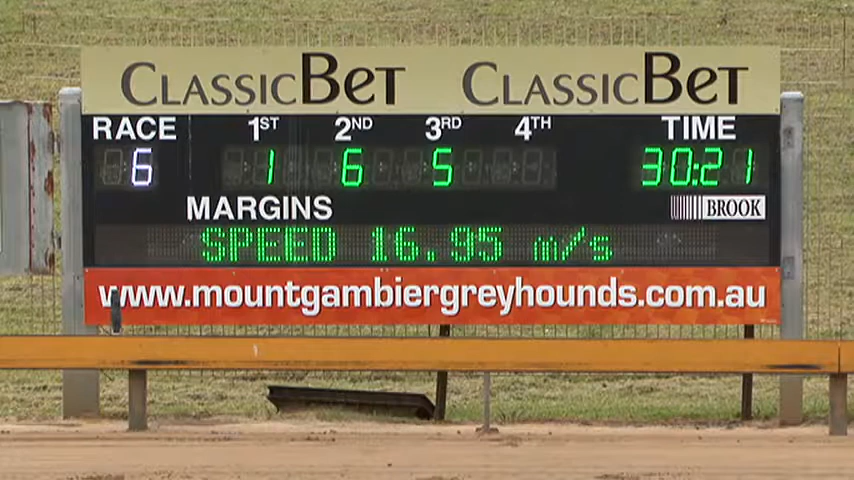 CLASSICBET CLASSICBET
RACE 1ST 2ND 3RD 4TH TIME
6 1 6 5 30:21
MARGINS BROOK
SPEED 16.95 m/s
www.mountgambiergreyhounds.com.au